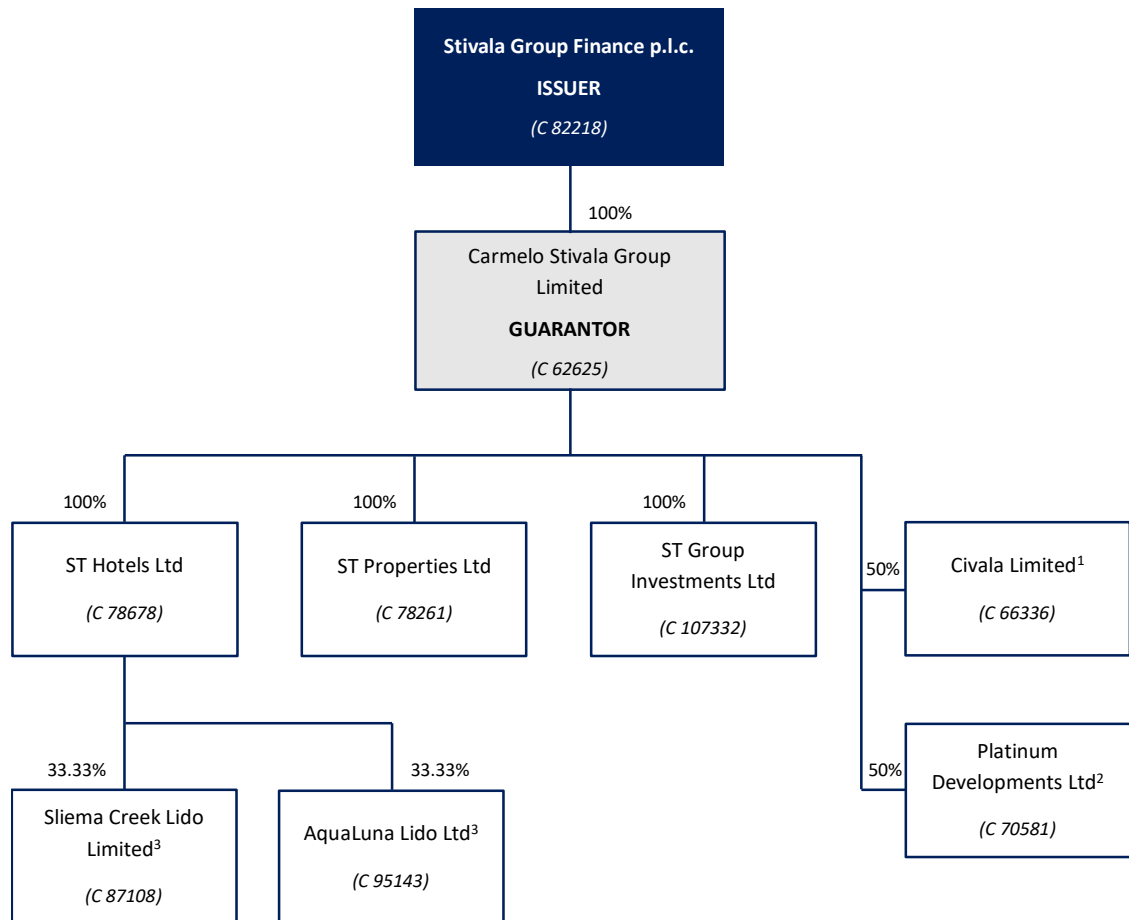 Stivala Group Finance p.l.c.
ISSUER
(C 82218)
100%
Carmelo Stivala Group
Limited
GUARANTOR
(C 62625)
100%
100%
100%
ST Hotels Ltd
(C 78678)
ST Properties Ltd
(C 78261)
ST Group
Investments Ltd
(C 107332)
50%
Civala Limited¹
(C 66336)
33.33%
33.33%
50%
Sliema Creek Lido
Limited³
(C 87108)
AquaLuna Lido Ltd³
(C 95143)
Platinum
Developments Ltd²
(C 70581)